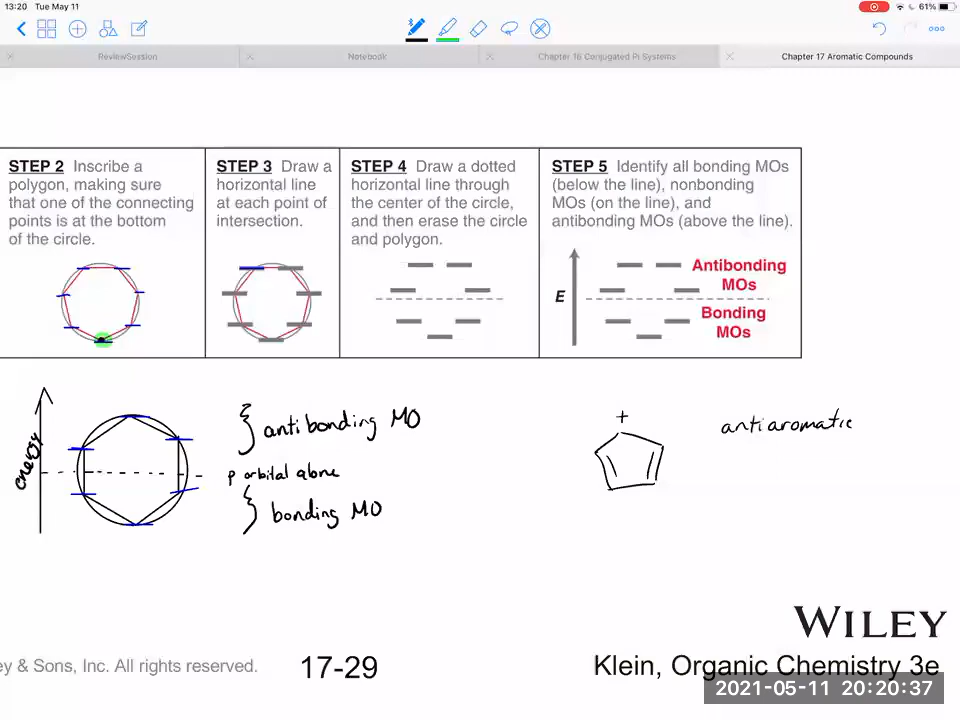 13:20 Tue May 11
61%
ReviewSession
Notebook
Chapter 16 Conjugated Pi Systems
Chapter 17 Aromatic Compounds
STEP 2 Inscribe a
polygon, making sure
that one of the connecting
points is at the bottom
of the circle.
STEP 3 Draw a
horizontal line
at each point of
intersection.
STEP 4 Draw a dotted
horizontal line through
the center of the circle,
and then erase the circle
and polygon.
STEP 5 Identify all bonding MOs
(below the line), nonbonding
MOs (on the line), and
antibonding MOs (above the line).
E
Antibonding
MOs
Bonding
MOs
energy
antibonding MO
p orbital alone
bonding MO
+
antiaromatic
WILEY
ey & Sons, Inc. All rights reserved.
17-29
Klein, Organic Chemistry 3e
2021-05-11 20:20:37